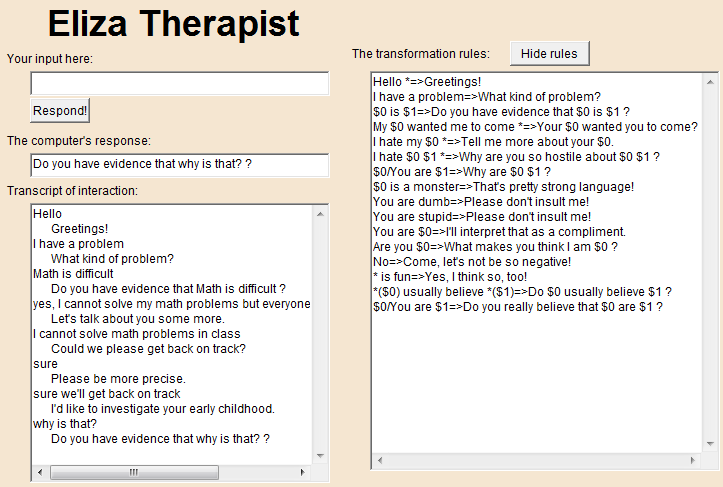 Eliza Therapist
Your input here:
Respond!
The computer's response:
Do you have evidence that why is that? ?
Transcript of interaction:
Hello
Greetings!
I have a problem
What kind of problem?
Math is difficult
Do you have evidence that Math is difficult ?
yes, I cannot solve my math problems but everyone
Let's talk about you some more.
I cannot solve math problems in class
Could we please get back on track?
sure
Please be more precise.
sure we'll get back on track
I'd like to investigate your early childhood.
why is that?
Do you have evidence that why is that? ?
The transformation rules:
Hide rules
Hello *=>Greetings!
I have a problem=>What kind of problem?
$0 is $1=>Do you have evidence that $0 is $1 ?
My $0 wanted me to come *=>Your $0 wanted you to come?
I hate my $0 *=>Tell me more about your $0.
I hate $0 $1 *=>Why are you so hostile about $0 $1 ?
$0/You are $1=>Why are $0 $1 ?
$0 is a monster=>That's pretty strong language!
You are dumb=>Please don't insult me!
You are stupid=>Please don't insult me!
You are $0=>I'll interpret that as a compliment.
Are you $0=>What makes you think I am $0 ?
No=>Come, let's not be so negative!
* is fun=>Yes, I think so, too!
*($0) usually believe *($1)=>Do $0 usually believe $1 ?
$0/You are $1=>Do you really believe that $0 are $1 ?